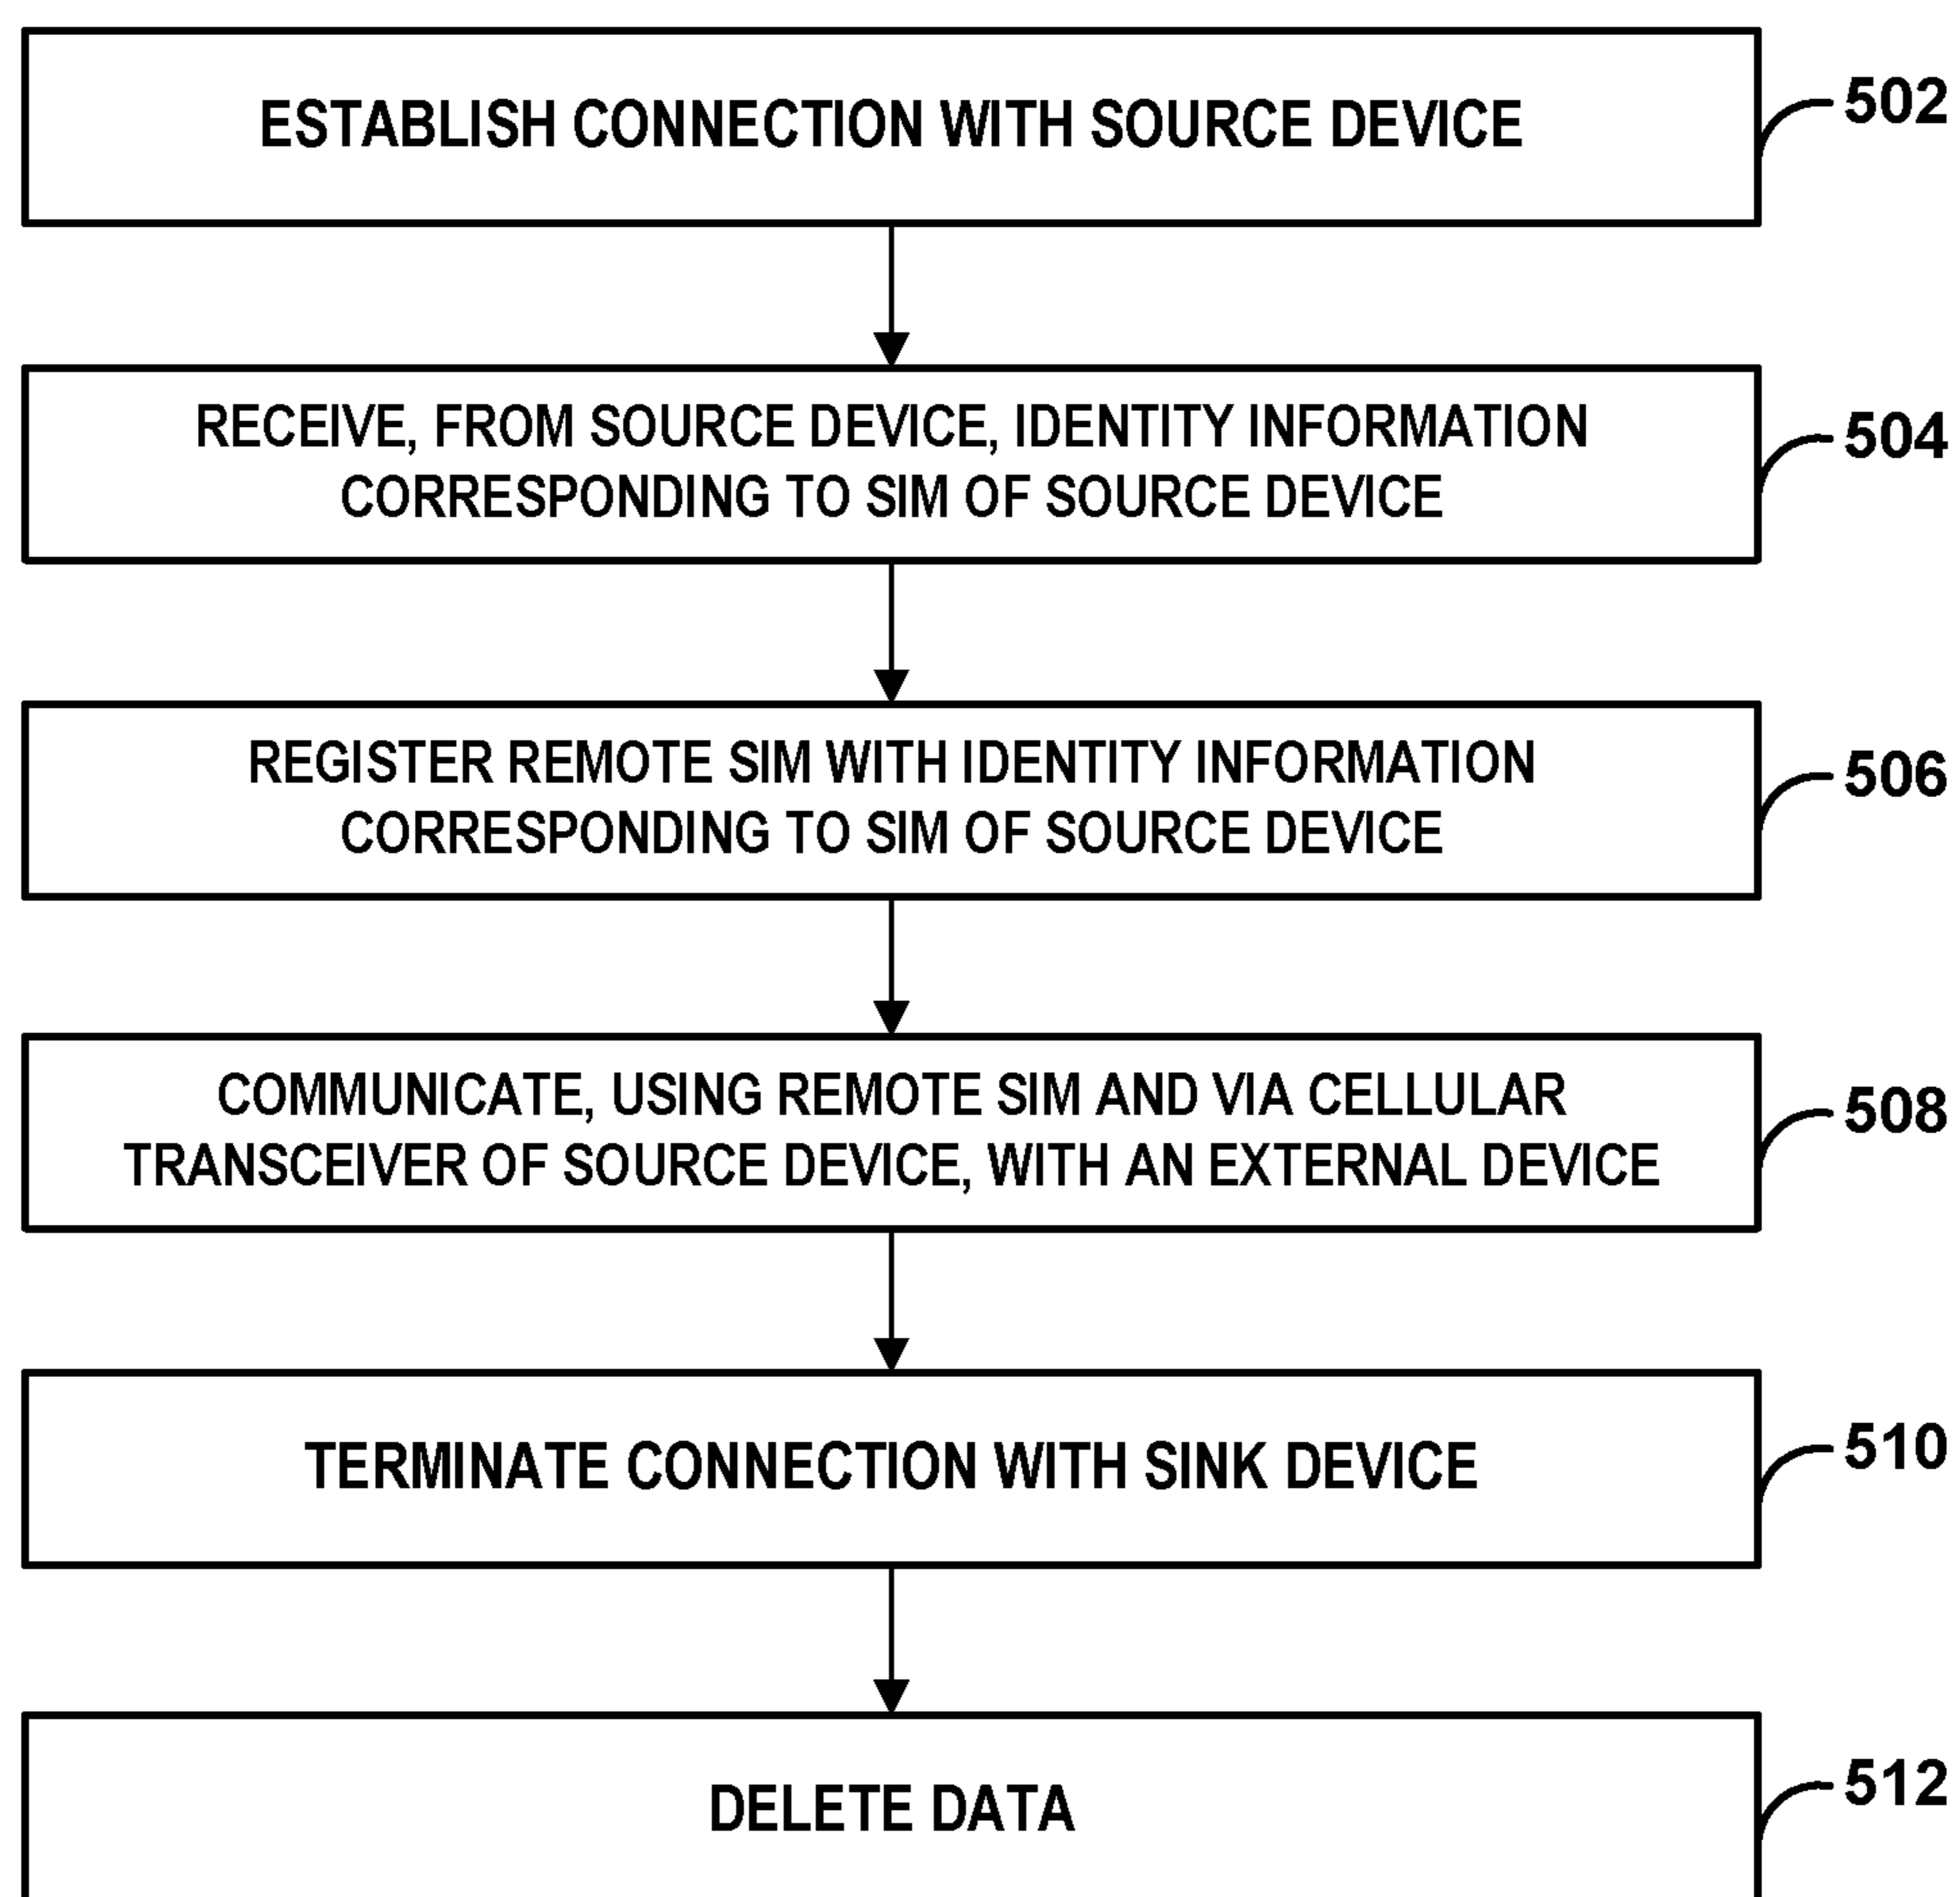 ESTABLISH CONNECTION WITH SOURCE DEVICE
502
RECEIVE, FROM SOURCE DEVICE, IDENTITY INFORMATION
CORRESPONDING TO SIM OF SOURCE DEVICE
504
REGISTER REMOTE SIM WITH IDENTITY INFORMATION
CORRESPONDING TO SIM OF SOURCE DEVICE
506
COMMUNICATE, USING REMOTE SIM AND VIA CELLULAR
TRANSCEIVER OF SOURCE DEVICE, WITH AN EXTERNAL DEVICE
508
TERMINATE CONNECTION WITH SINK DEVICE
510
DELETE DATA
512